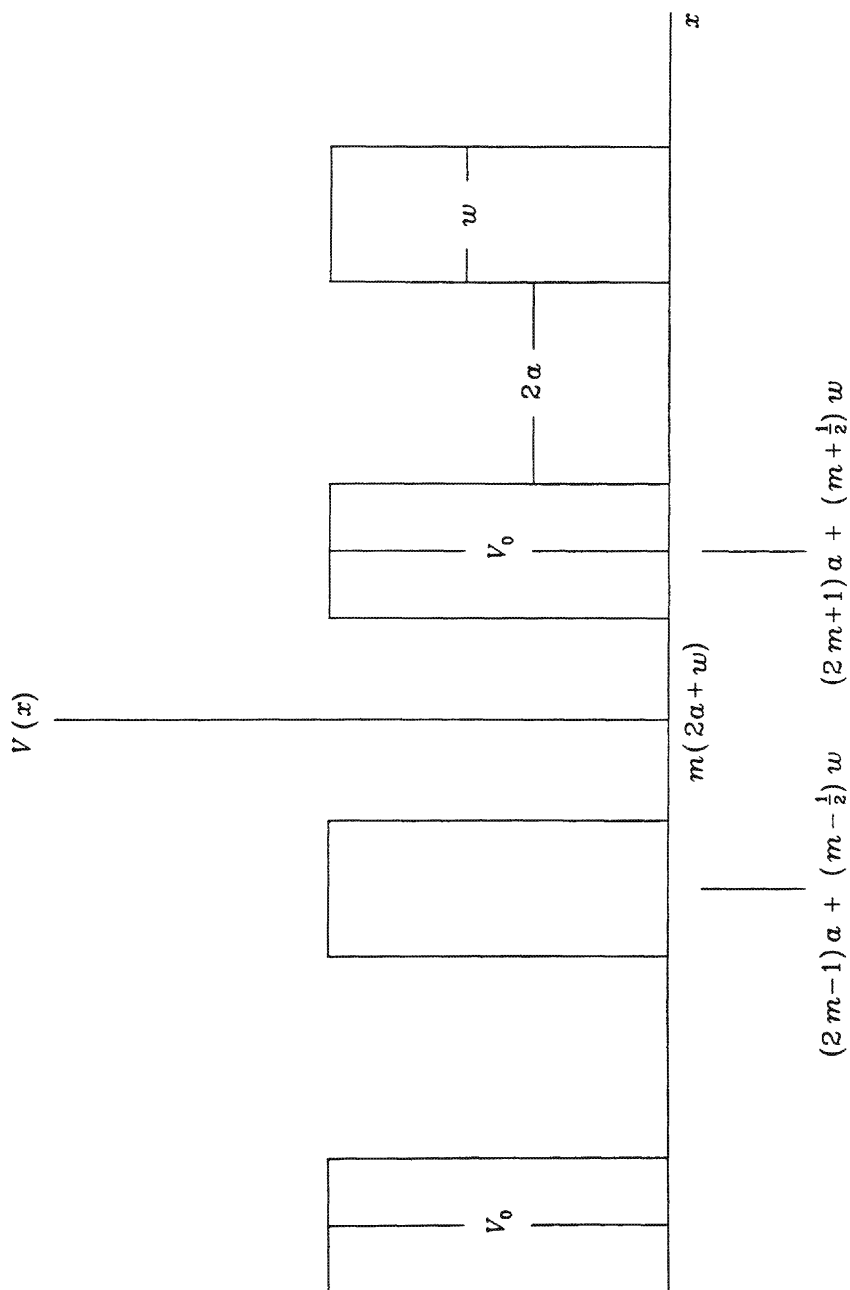 V(x)
V₀
V₀
2a
w
x
m(2a+w)
(2m−1)a + (m−½)w
(2m+1)a + (m+½)w